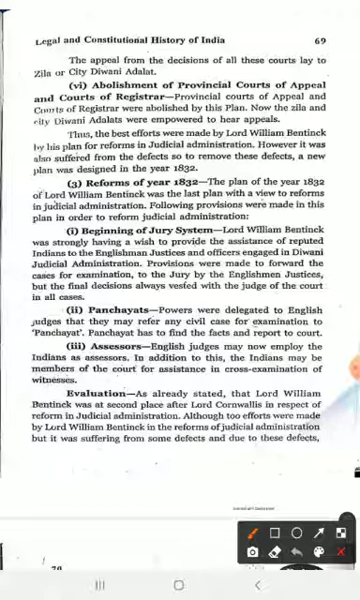 Legal and Constitutional History of India 69
The appeal from the decisions of all these courts lay to
Zila or City Diwani Adalat.
(vi) Abolishment of Provincial Courts of Appeal
and Courts of Registrar—Provincial courts of Appeal and
Courts of Registrar were abolished by this Plan. Now the zila and
city Diwani Adalats were empowered to hear appeals.
Thus, the best efforts were made by Lord William Bentinck
by his plan for reforms in Judicial administration. However it was
also suffered from the defects so to remove these defects, a new
plan was designed in the year 1832.
(3) Reforms of year 1832—The plan of the year 1832
of Lord William Bentinck was the last plan with a view to reforms
in judicial administration. Following provisions were made in this
plan in order to reform judicial administration:
(i) Beginning of Jury System—Lord William Bentinck
was strongly having a wish to provide the assistance of reputed
Indians to the Englishman Justices and officers engaged in Diwani
Judicial Administration. Provisions were made to forward the
cases for examination, to the Jury by the Englishmen Justices,
but the final decisions always vested with the judge of the court
in all cases.
(ii) Panchayats—Powers were delegated to English
judges that they may refer any civil case for examination to
'Panchayat'. Panchayat has to find the facts and report to court.
(iii) Assessors—English judges may now employ the
Indians as assessors. In addition to this, the Indians may be
members of the court for assistance in cross-examination of
witnesses.
Evaluation—As already stated, that Lord William
Bentinck was at second place after Lord Cornwallis in respect of
reform in Judicial administration. Although too efforts were made
by Lord William Bentinck in the reforms of judicial administration
but it was suffering from some defects and due to these defects,
70